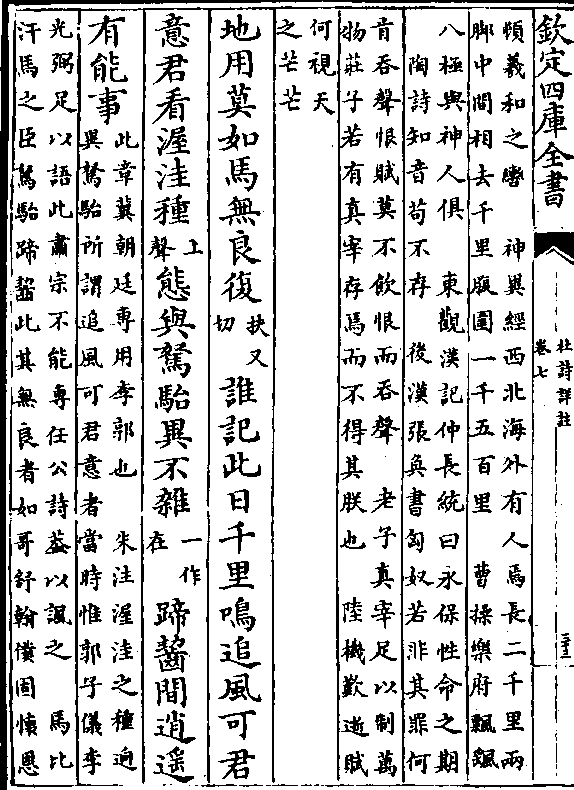 欽定四庫全書
杜詩詳註
卷七
頓羲和之轡　神異經西北海外有人焉長二千里兩
脚中間相去千里腹圍一千五百里　曹操樂府飄飖
八極與神人俱　東觀漢記仲長統曰永保性命之期
陶詩知音苟不存　後漢張奐書匈奴若非其罪何
肯吞聲恨賦莫不飲恨而吞聲　老子真宰足以制萬
物莊子若有真宰存焉而不得其朕也　陸機歎逝賦
何視天
之芒芒
地用莫如馬無良復扶又切誰記此日千里鳴追風可君
意君看渥洼種上聲態與駑駘異不雜一作在蹄齧間逍遥
有能事此章冀朝廷専用李郭也　朱注渥洼之種迥
異駑駘所謂追風可君意者當時惟郭子儀李
光弼足以語此肅宗不能専任公詩葢以諷之　馬比
汗馬之臣駑駘蹄齧此其無良者如哥舒翰僕固懷恩